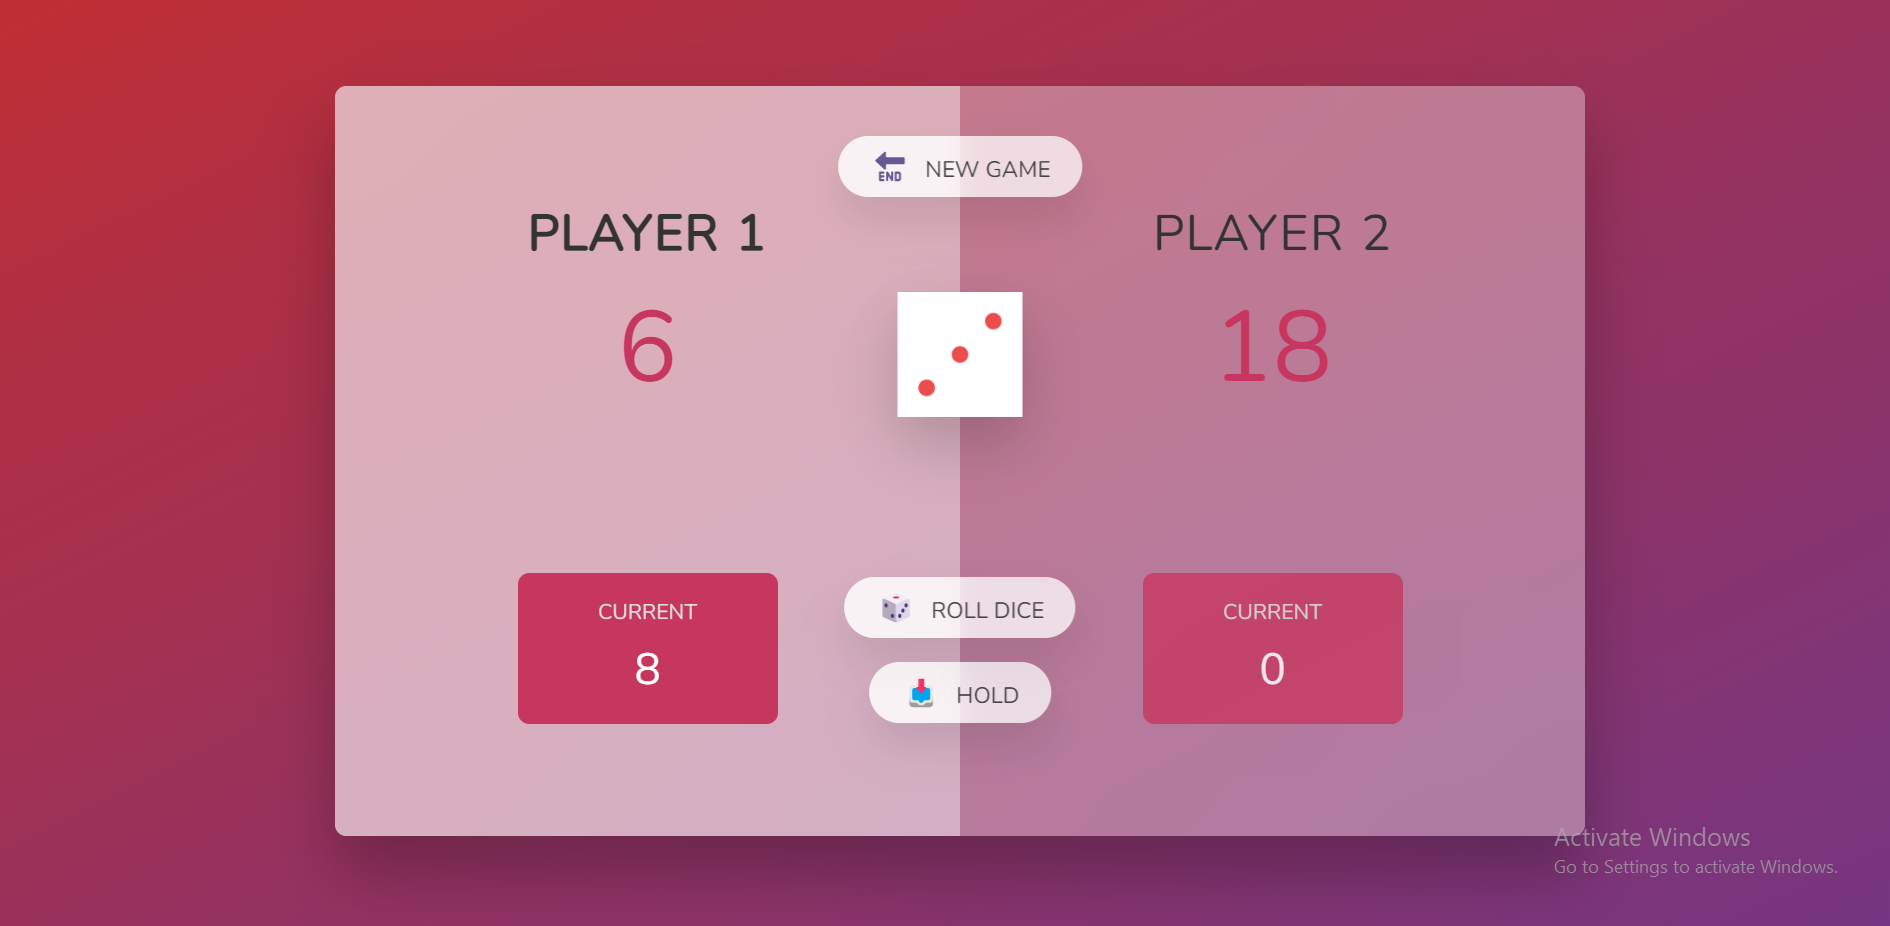 END NEW GAME
PLAYER 1
6
CURRENT
8
PLAYER 2
18
CURRENT
0
ROLL DICE
HOLD
Activate Windows
Go to Settings to activate Windows.